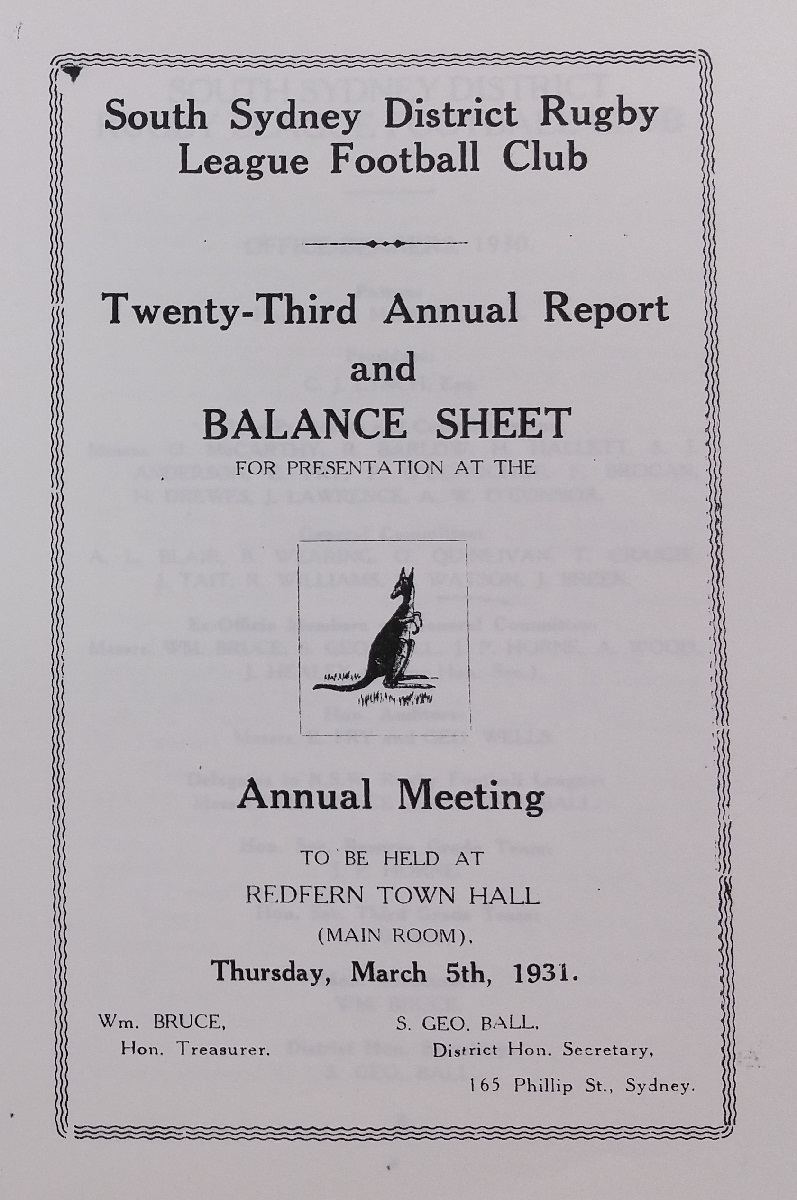 South Sydney District Rugby
League Football Club
Twenty-Third Annual Report
and
BALANCE SHEET
FOR PRESENTATION AT THE
Annual Meeting
TO BE HELD AT
REDFERN TOWN HALL
(MAIN ROOM),
Thursday, March 5th, 1931.
Wm. BRUCE,
Hon. Treasurer.
S. GEO. BALL,
District Hon. Secretary,
165 Phillip St., Sydney.